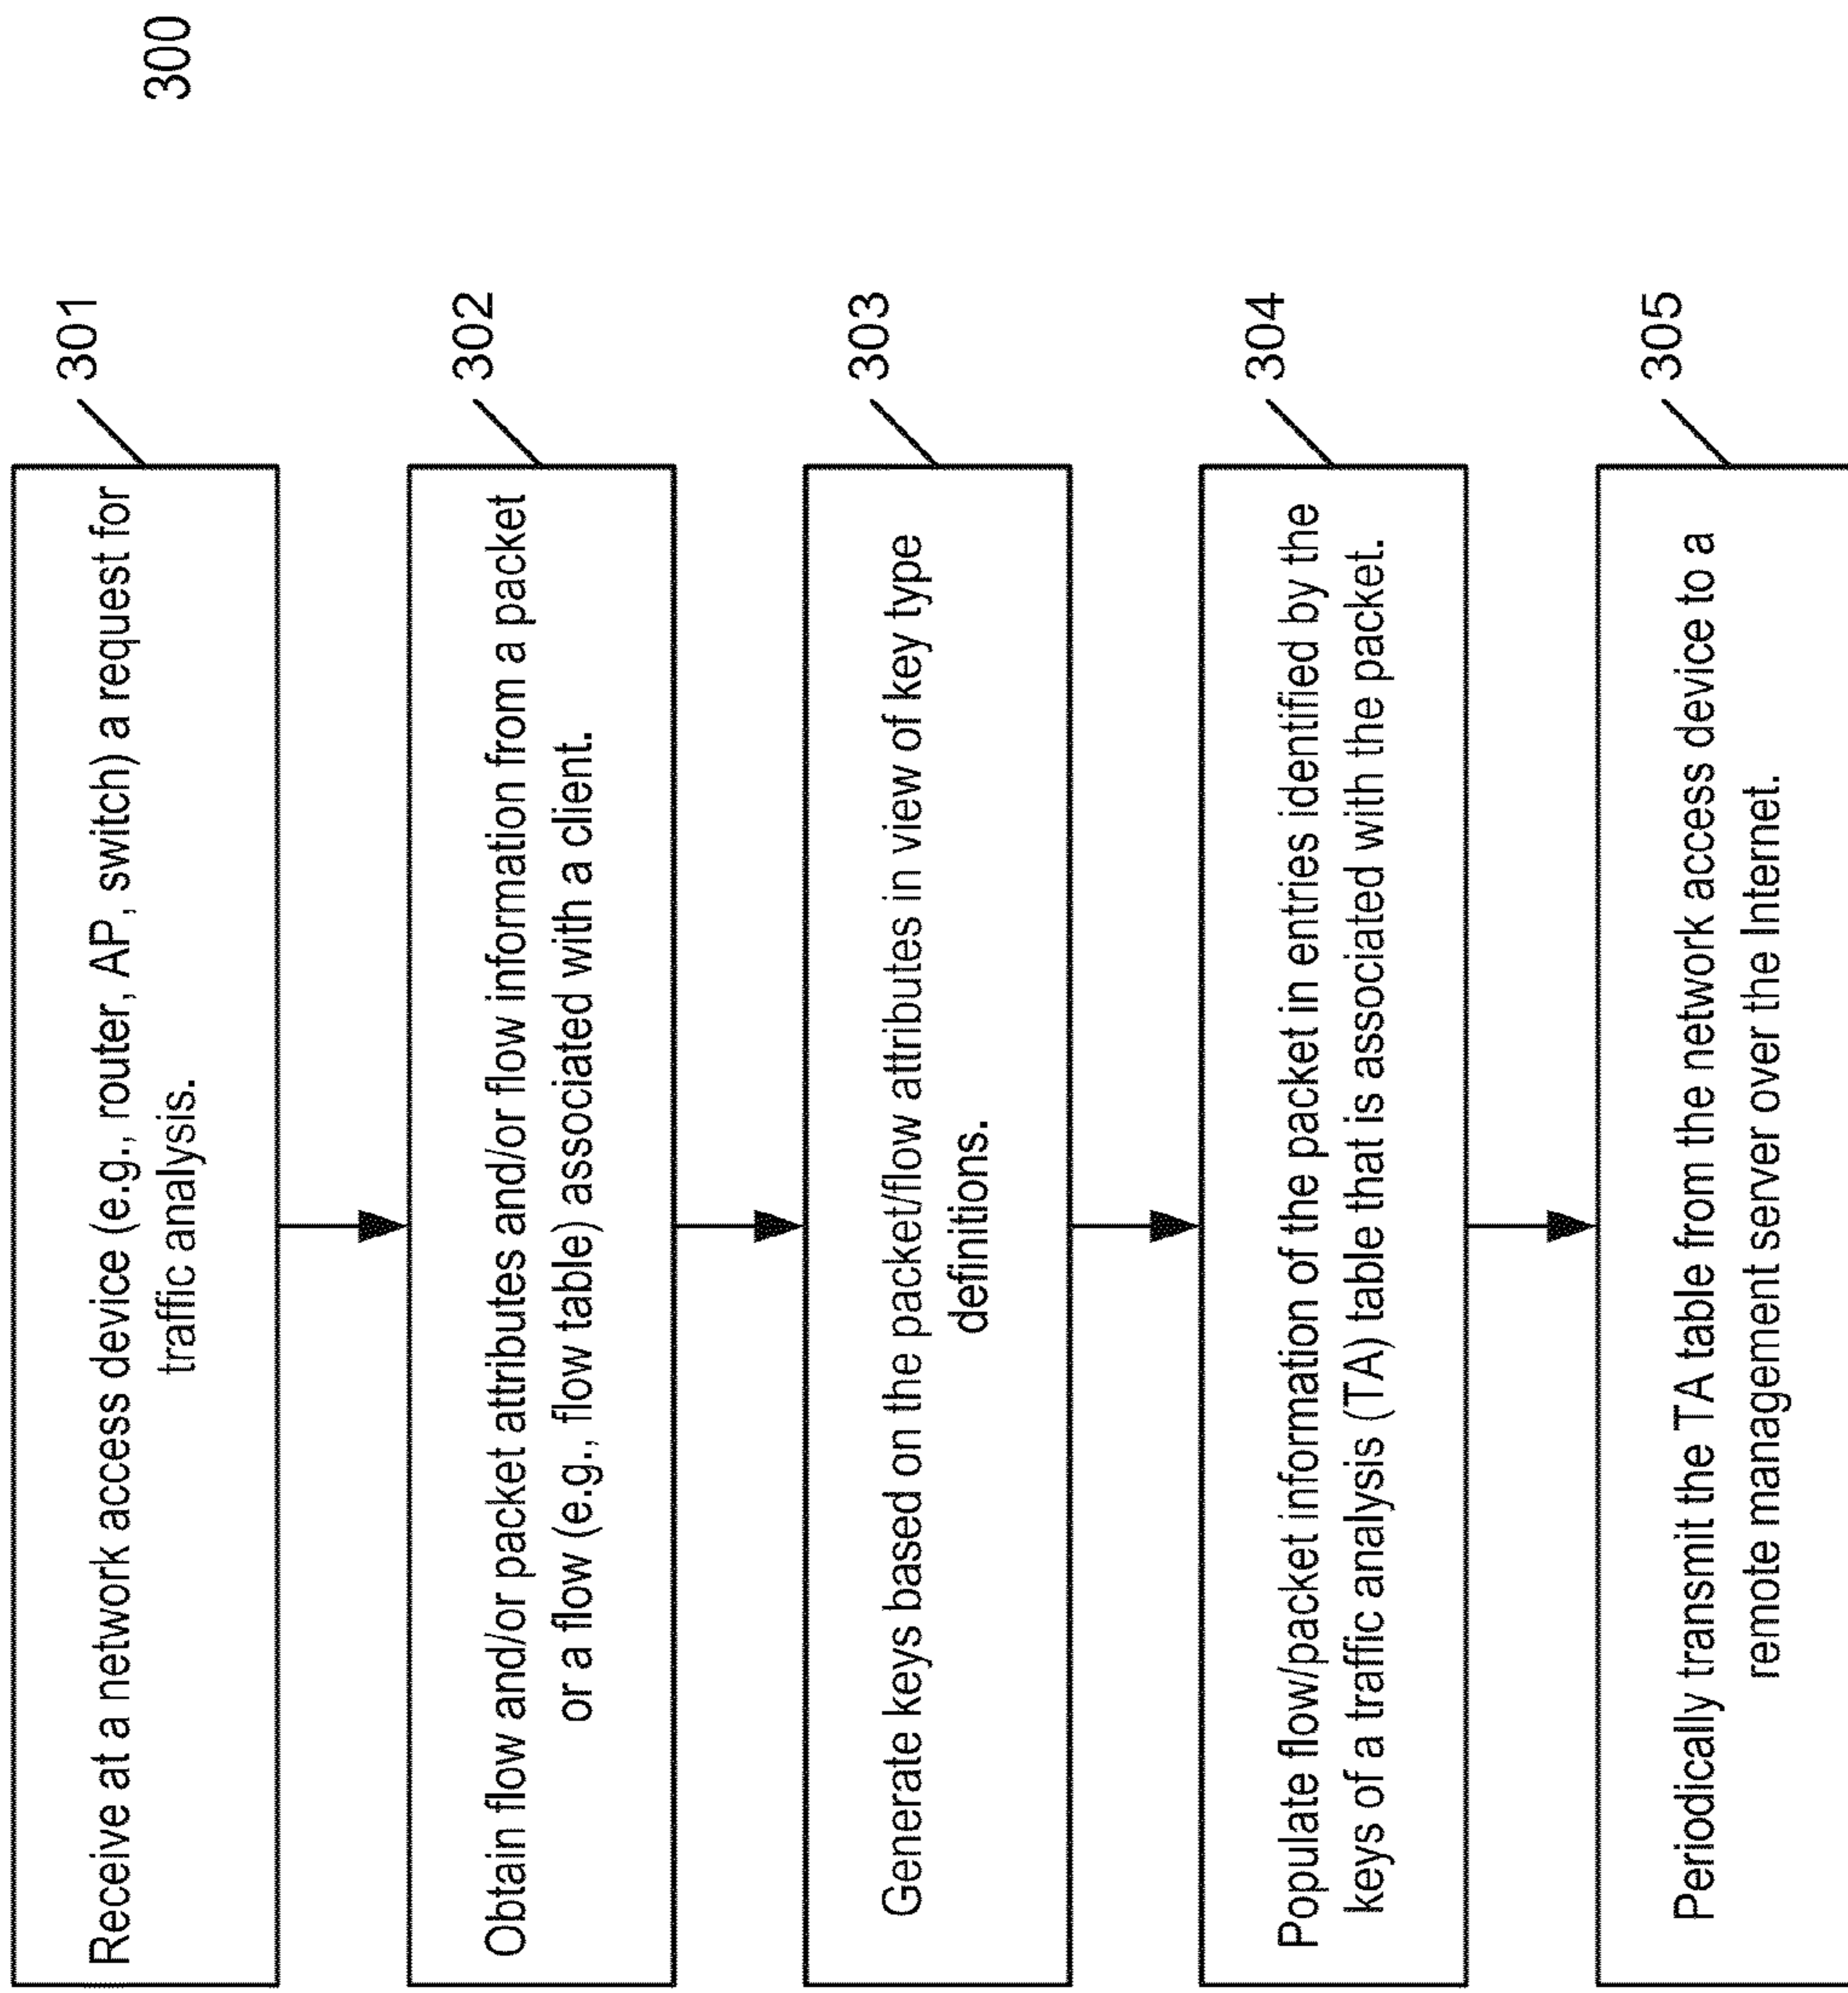 300
301
Receive at a network access device (e.g., router, AP, switch) a request for
traffic analysis.
302
Obtain flow and/or packet attributes and/or flow information from a packet
or a flow (e.g., flow table) associated with a client.
303
Generate keys based on the packet/flow attributes in view of key type
definitions.
304
Populate flow/packet information of the packet in entries identified by the
keys of a traffic analysis (TA) table that is associated with the packet.
305
Periodically transmit the TA table from the network access device to a
remote management server over the Internet.